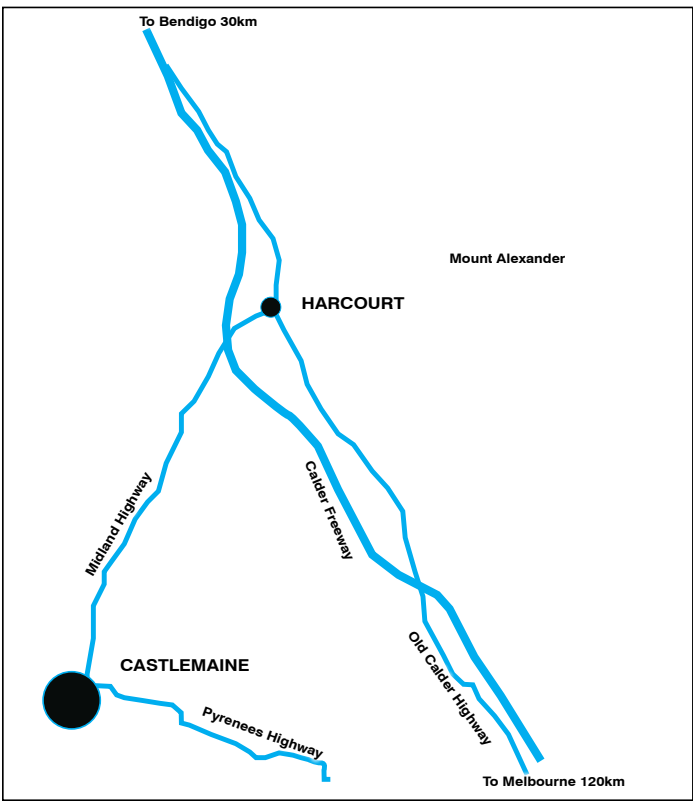 To Bendigo 30km
Mount Alexander
HARCOURT
Calder Freeway
Midland Highway
CASTLEMAINE
Old Calder Highway
Pyrenees Highway
To Melbourne 120km